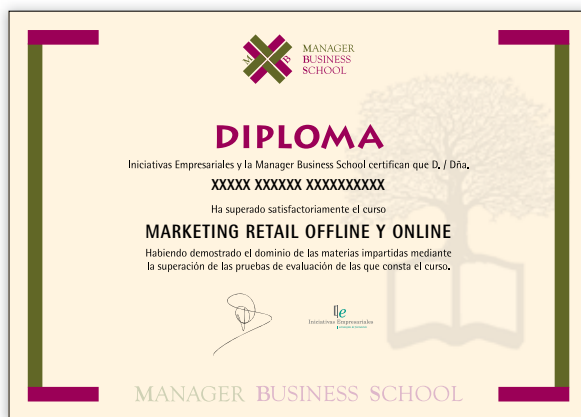 M B
MANAGER
BUSINESS
SCHOOL
DIPLOMA
Iniciativas Empresariales y la Manager Business School certifican que D. / Dña.
XXXXX XXXXXX XXXXXXXXXX
Ha superado satisfactoriamente el curso
MARKETING RETAIL OFFLINE Y ONLINE
Habiendo demostrado el dominio de las materias impartidas mediante
la superación de las pruebas de evaluación de las que consta el curso.
Iniciativas Empresariales
MANAGER BUSINESS SCHOOL